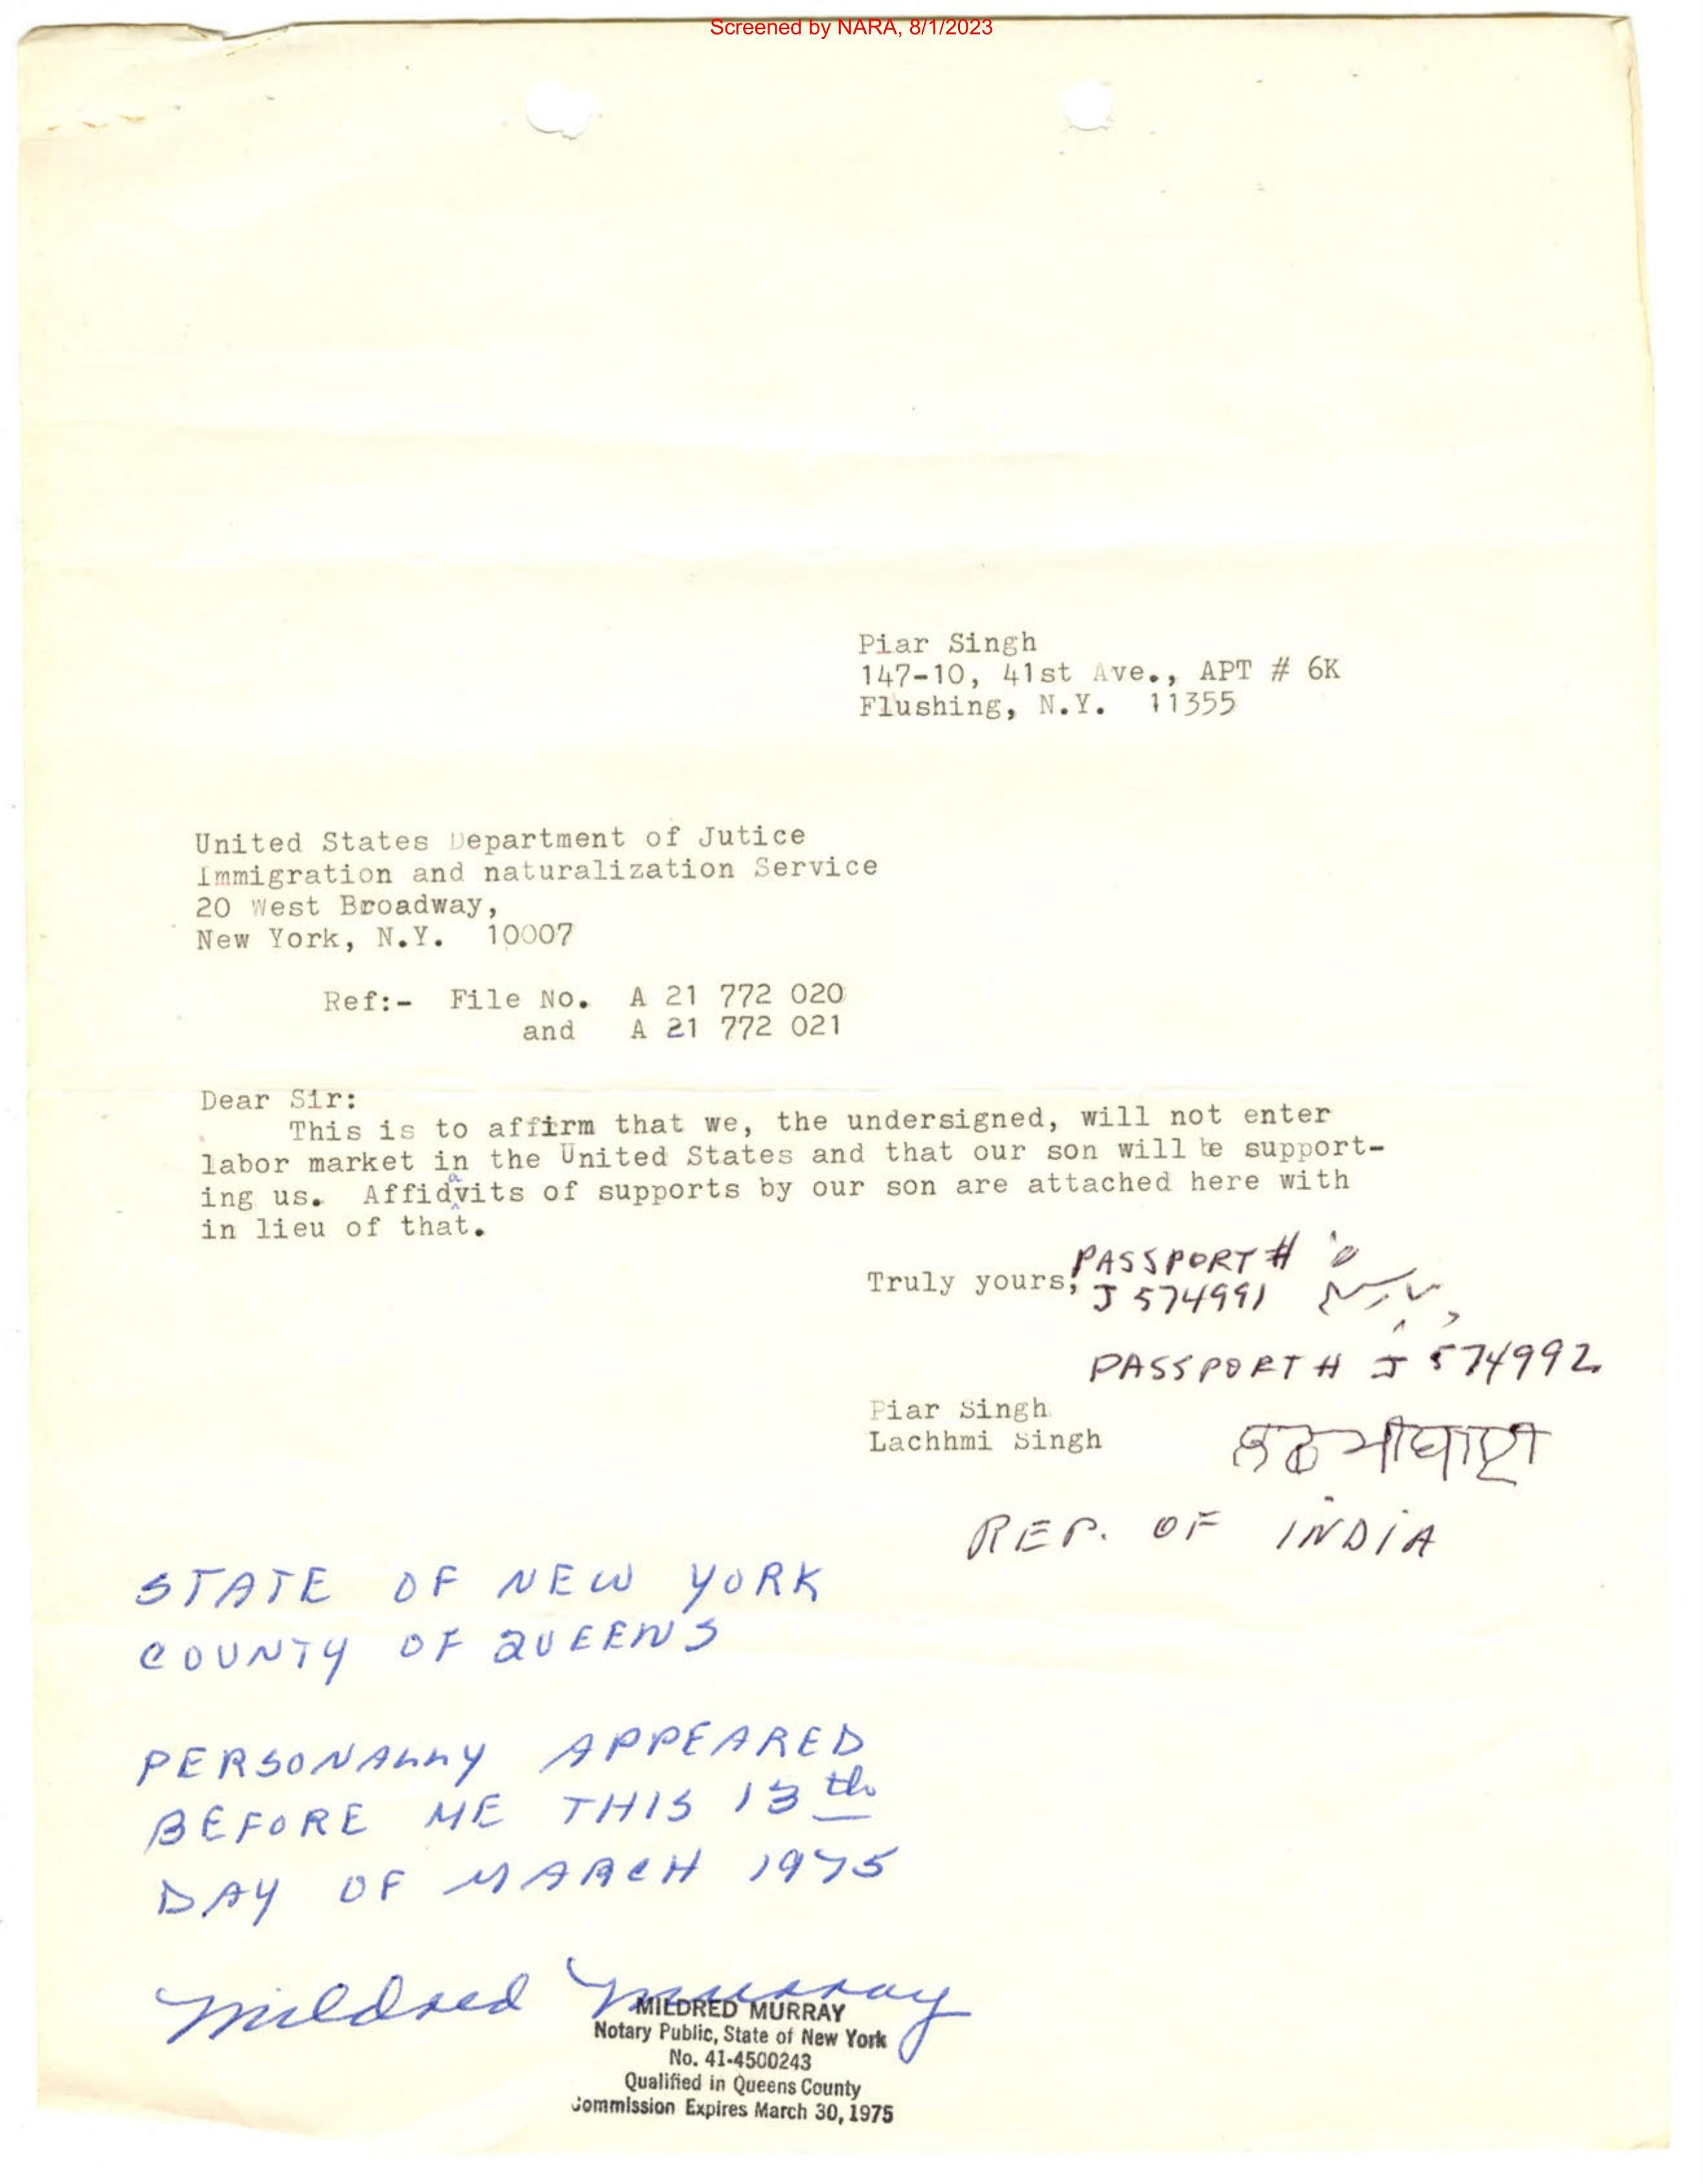 Screened by NARA, 8/1/2023
Piar Singh
147-10, 41st Ave., APT # 6K
Flushing, N.Y. 11355
United States Department of Jutice
Immigration and naturalization Service
20 West Broadway,
New York, N.Y. 10007
Ref:- File No. A 21 772 020
and A 21 772 021
Dear Sir:
This is to affirm that we, the undersigned, will not enter
labor market in the United States and that our son will be support-
ing us. Affidavits of supports by our son are attached here with
in lieu of that.
Truly yours,
PASSPORT #
J 574991
PASSPORT # J 574992
Piar Singh
Lachhmi Singh
REP. OF INDIA
STATE OF NEW YORK
COUNTY OF QUEENS
PERSONALLY APPEARED
BEFORE ME THIS 13th
DAY OF MARCH 1975
Mildred Murray
MILDRED MURRAY
Notary Public, State of New York
No. 41-4500243
Qualified in Queens County
Commission Expires March 30, 1975